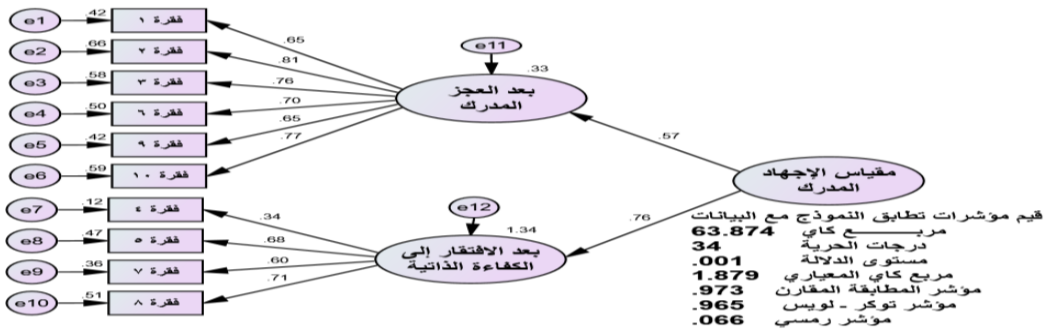 e1 .42 فقرة ١ .65
e2 .66 فقرة ٢ .81
e3 .58 فقرة ٣ .76
e4 .50 فقرة ٦ .70
e5 .42 فقرة ٩ .65
e6 .59 فقرة ١٠ .77
e7 .12 فقرة ٤ .34
e8 .47 فقرة ٥ .68
e9 .36 فقرة ٧ .60
e10 .51 فقرة ٨ .71
e11
.33
بعد العجز
المدرك
.57
e12
1.34
بعد الافتقار إلى
الكفاءة الذاتية
.76
مقياس الإجهاد
المدرك
قيم مؤشرات تطابق النموذج مع البيانات
مربـــــع كاي 63.874
درجات الحرية 34
مستوى الدلالة .001
مربع كاي المعياري 1.879
مؤشر المطابقة المقارن .973
مؤشر توكر - لويس .965
مؤشر رمسي .066